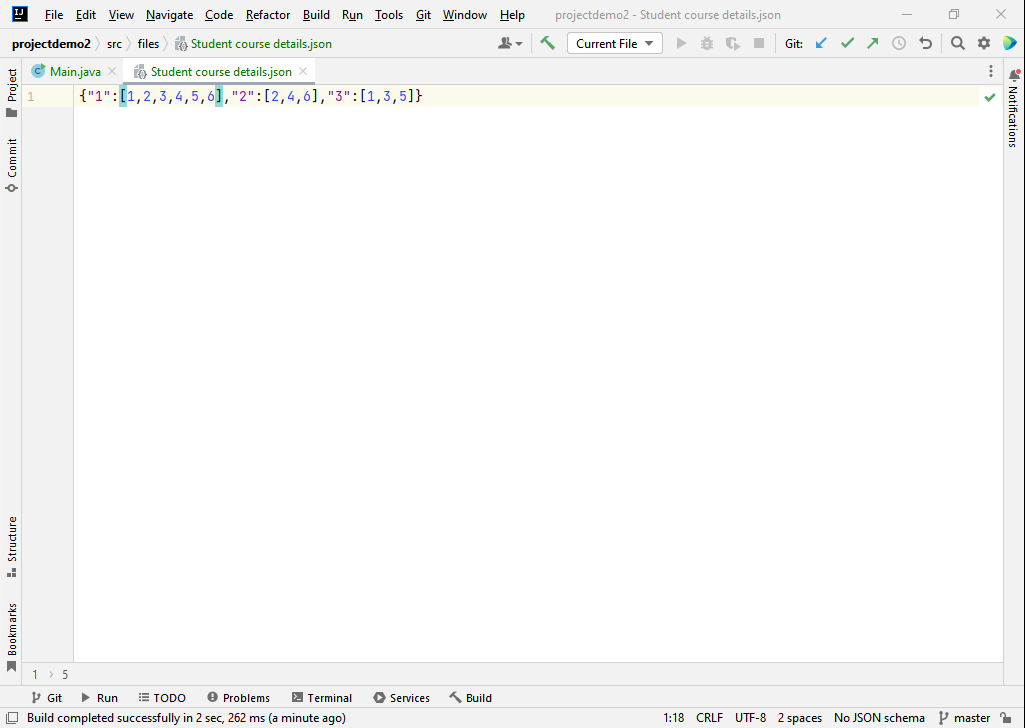 File Edit View Navigate Code Refactor Build Run Tools Git Window Help projectdemo2 - Student course details.json
projectdemo2 src files Student course details.json Current File Git:
Main.java Student course details.json
1 {"1":[1,2,3,4,5,6],"2":[2,4,6],"3":[1,3,5]}
Project
Commit
Structure
Bookmarks
Notifications
1 › 5
Git Run TODO Problems Terminal Services Build
Build completed successfully in 2 sec, 262 ms (a minute ago) 1:18 CRLF UTF-8 2 spaces No JSON schema master